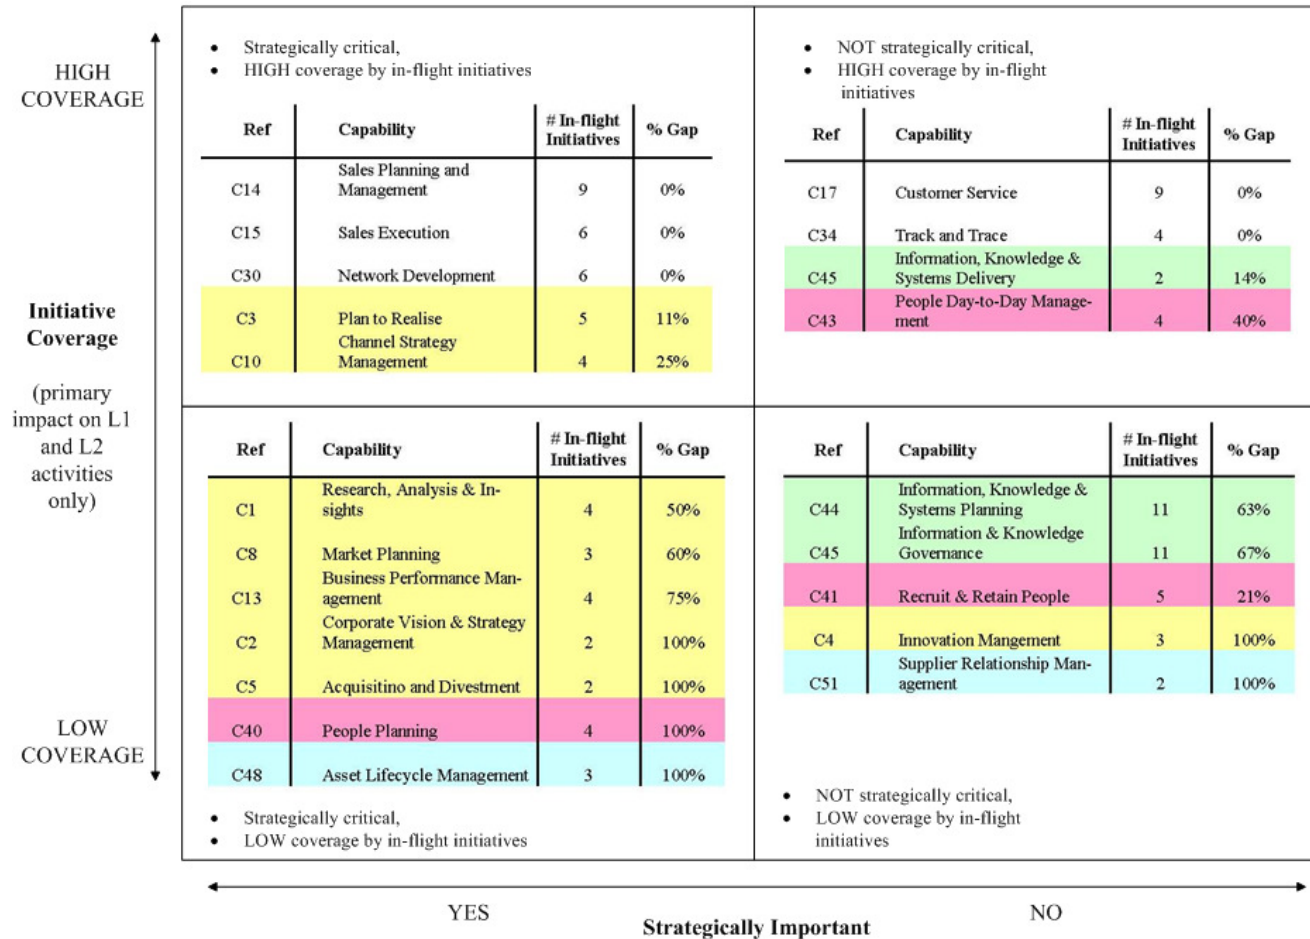 HIGH
COVERAGE
Initiative
Coverage
(primary
impact on L1
and L2
activities
only)
LOW
COVERAGE
• Strategically critical,
• HIGH coverage by in-flight initiatives
Ref Capability # In-flight Initiatives % Gap
C14 Sales Planning and Management 9 0%
C15 Sales Execution 6 0%
C30 Network Development 6 0%
C3 Plan to Realise 5 11%
C10 Channel Strategy Management 4 25%
• NOT strategically critical,
• HIGH coverage by in-flight
initiatives
Ref Capability # In-flight Initiatives % Gap
C17 Customer Service 9 0%
C34 Track and Trace 4 0%
C45 Information, Knowledge & Systems Delivery 2 14%
C43 People Day-to-Day Manage-ment 4 40%
Ref Capability # In-flight Initiatives % Gap
C1 Research, Analysis & In-sights 4 50%
C8 Market Planning 3 60%
C13 Business Performance Man-agement 4 75%
C2 Corporate Vision & Strategy Management 2 100%
C5 Acquisitino and Divestment 2 100%
C40 People Planning 4 100%
C48 Asset Lifecycle Management 3 100%
• Strategically critical,
• LOW coverage by in-flight initiatives
Ref Capability # In-flight Initiatives % Gap
C44 Information, Knowledge & Systems Planning 11 63%
C45 Information & Knowledge Governance 11 67%
C41 Recruit & Retain People 5 21%
C4 Innovation Mangement 3 100%
C51 Supplier Relationship Man-agement 2 100%
• NOT strategically critical,
• LOW coverage by in-flight
initiatives
YES
NO
Strategically Important